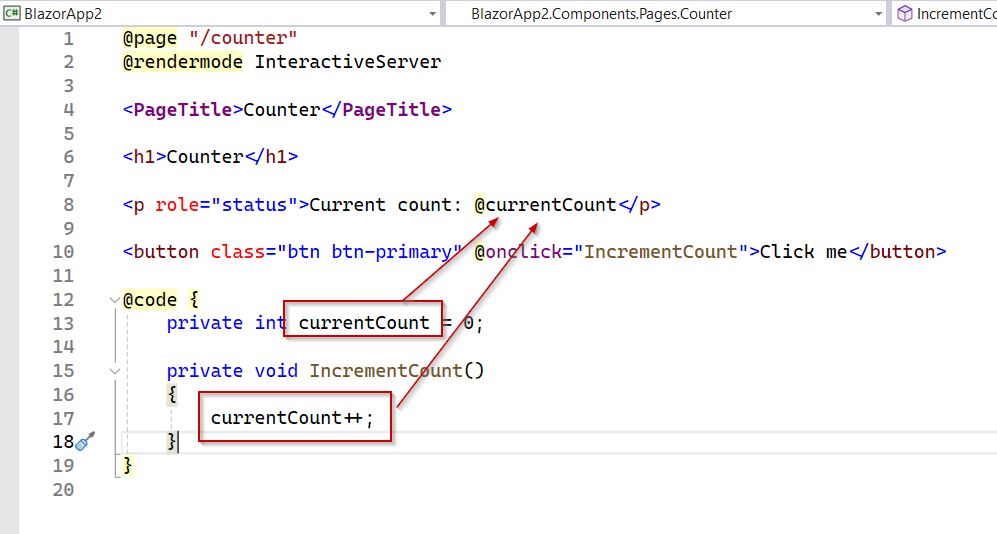 C# BlazorApp2 BlazorApp2.Components.Pages.Counter IncrementCo
1 @page "/counter"
2 @rendermode InteractiveServer
3
4 <PageTitle>Counter</PageTitle>
5
6 <h1>Counter</h1>
7
8 <p role="status">Current count: @currentCount</p>
9
10 <button class="btn btn-primary" @onclick="IncrementCount">Click me</button>
11
12 @code {
13 private int currentCount = 0;
14
15 private void IncrementCount()
16 {
17 currentCount++;
18 }
19 }
20